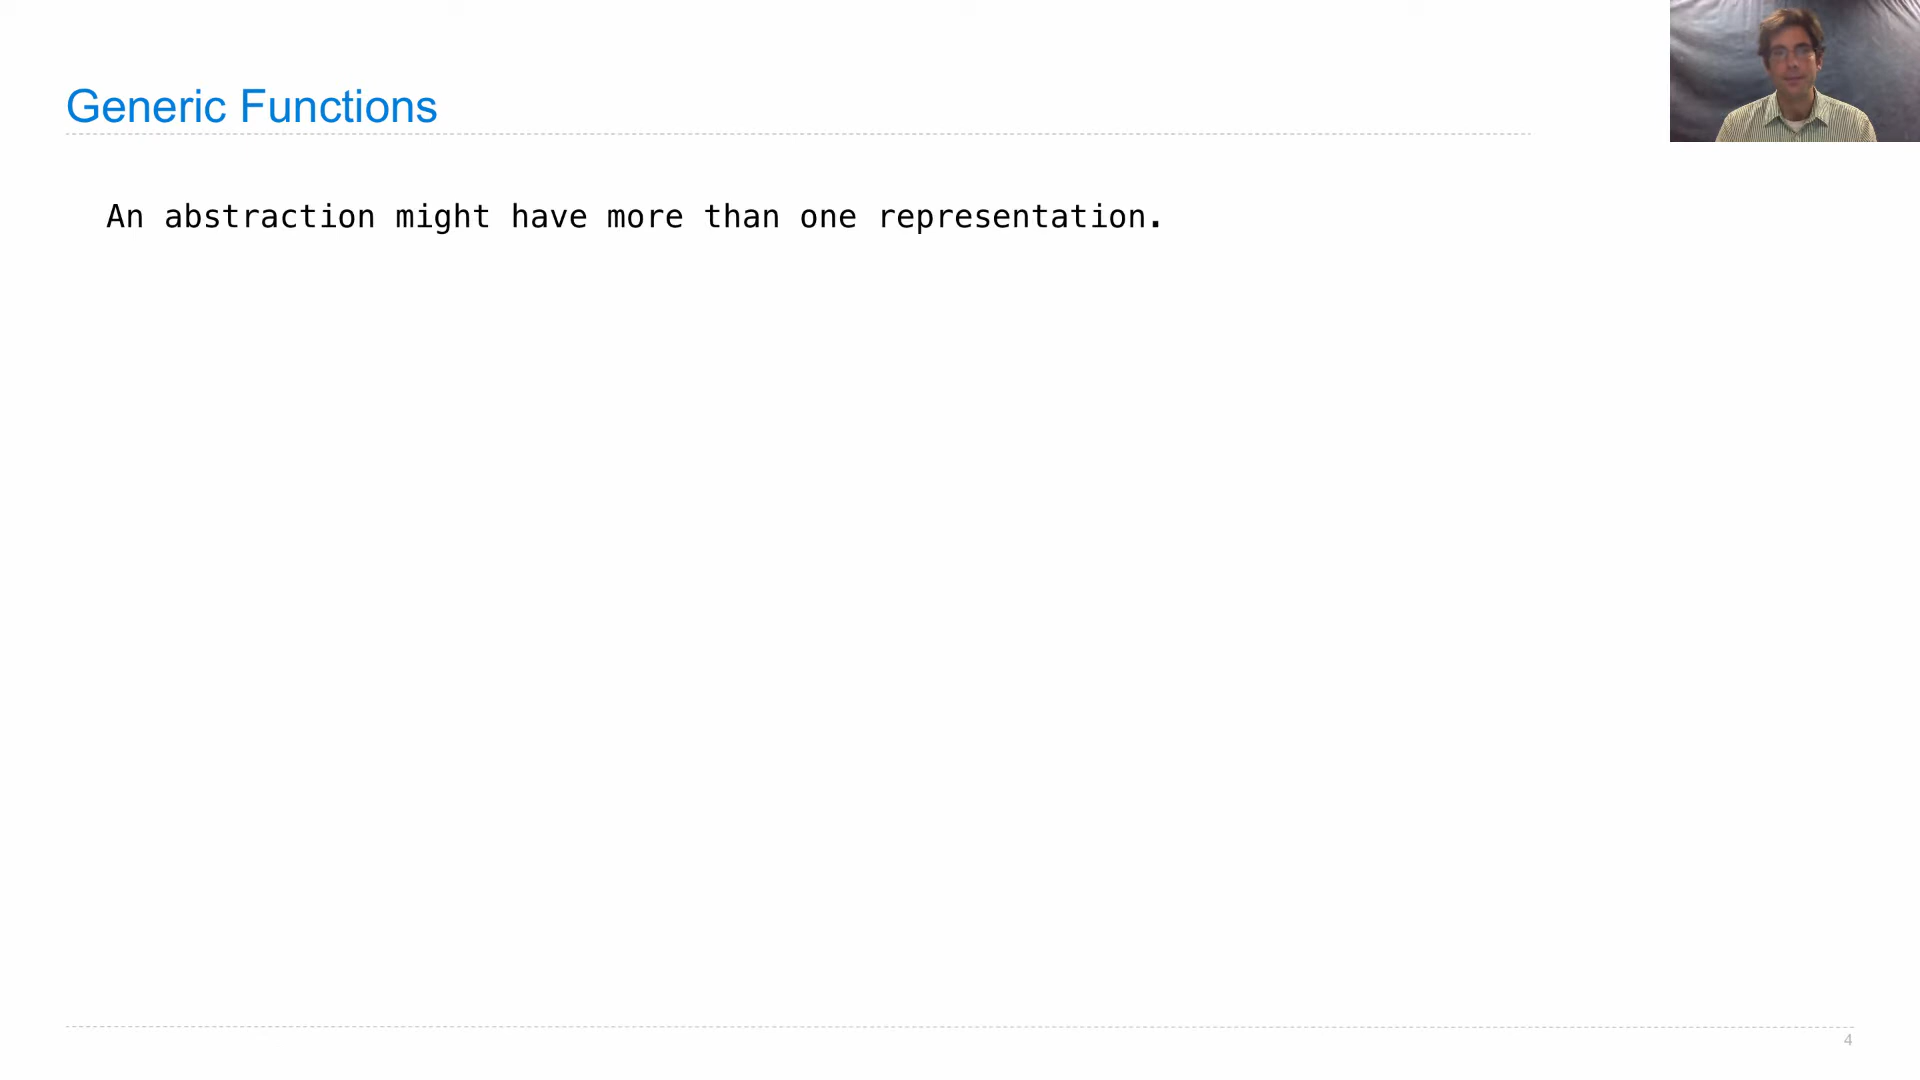 Generic Functions
An abstraction might have more than one representation.
4